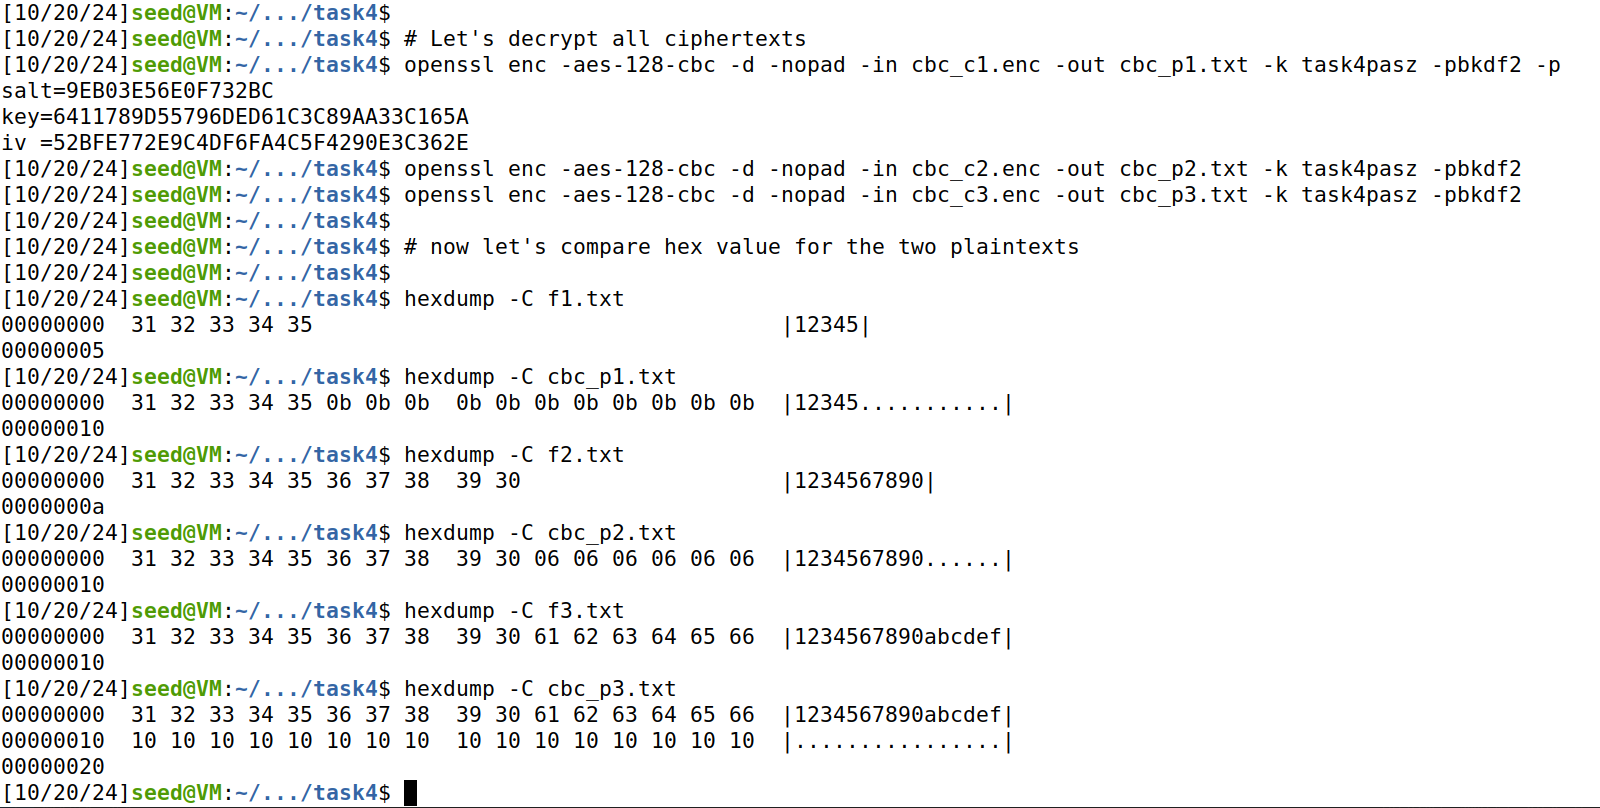 [10/20/24]seed@VM:~/.../task4$
[10/20/24]seed@VM:~/.../task4$ # Let's decrypt all ciphertexts
[10/20/24]seed@VM:~/.../task4$ openssl enc -aes-128-cbc -d -nopad -in cbc_c1.enc -out cbc_p1.txt -k task4pasz -pbkdf2 -p
salt=9EB03E56E0F732BC
key=6411789D55796DED61C3C89AA33C165A
iv =52BFE772E9C4DF6FA4C5F4290E3C362E
[10/20/24]seed@VM:~/.../task4$ openssl enc -aes-128-cbc -d -nopad -in cbc_c2.enc -out cbc_p2.txt -k task4pasz -pbkdf2
[10/20/24]seed@VM:~/.../task4$ openssl enc -aes-128-cbc -d -nopad -in cbc_c3.enc -out cbc_p3.txt -k task4pasz -pbkdf2
[10/20/24]seed@VM:~/.../task4$
[10/20/24]seed@VM:~/.../task4$ # now let's compare hex value for the two plaintexts
[10/20/24]seed@VM:~/.../task4$
[10/20/24]seed@VM:~/.../task4$ hexdump -C f1.txt
00000000  31 32 33 34 35                                    |12345|
00000005
[10/20/24]seed@VM:~/.../task4$ hexdump -C cbc_p1.txt
00000000  31 32 33 34 35 0b 0b 0b  0b 0b 0b 0b 0b 0b 0b 0b  |12345...........|
00000010
[10/20/24]seed@VM:~/.../task4$ hexdump -C f2.txt
00000000  31 32 33 34 35 36 37 38  39 30                    |1234567890|
0000000a
[10/20/24]seed@VM:~/.../task4$ hexdump -C cbc_p2.txt
00000000  31 32 33 34 35 36 37 38  39 30 06 06 06 06 06 06  |1234567890......|
00000010
[10/20/24]seed@VM:~/.../task4$ hexdump -C f3.txt
00000000  31 32 33 34 35 36 37 38  39 30 61 62 63 64 65 66  |1234567890abcdef|
00000010
[10/20/24]seed@VM:~/.../task4$ hexdump -C cbc_p3.txt
00000000  31 32 33 34 35 36 37 38  39 30 61 62 63 64 65 66  |1234567890abcdef|
00000010  10 10 10 10 10 10 10 10  10 10 10 10 10 10 10 10  |................|
00000020
[10/20/24]seed@VM:~/.../task4$